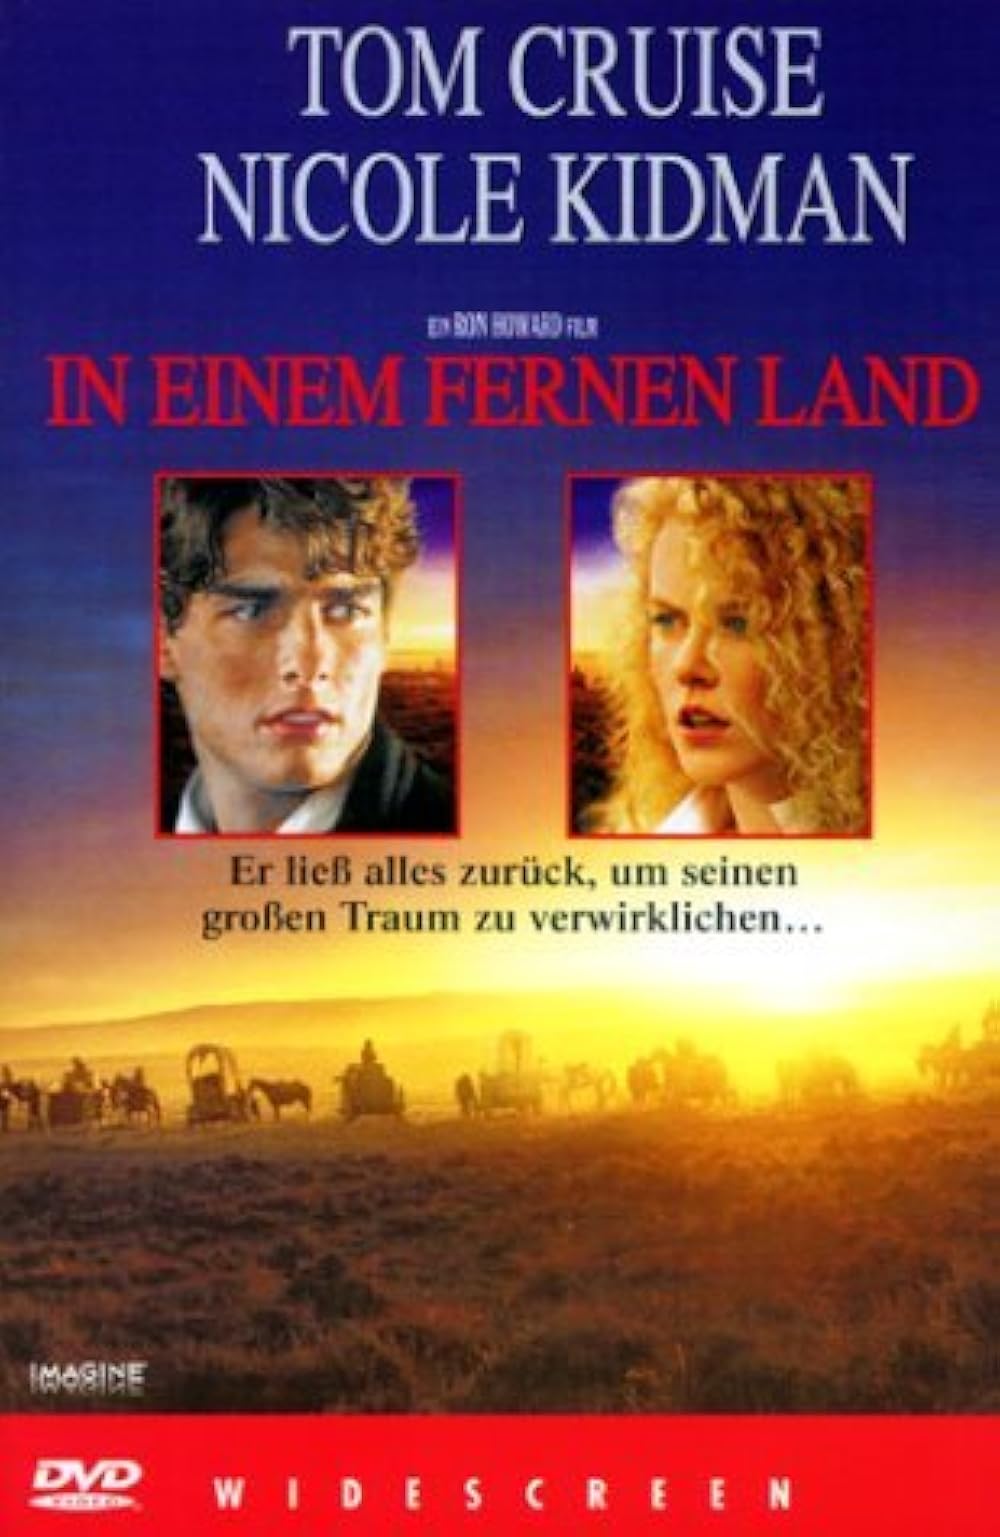 TOM CRUISE
NICOLE KIDMAN
EIN RON HOWARD FILM
IN EINEM FERNEN LAND
Er ließ alles zurück, um seinen
großen Traum zu verwirklichen...
IMAGINE
DVD
VIDEO
WIDESCREEN